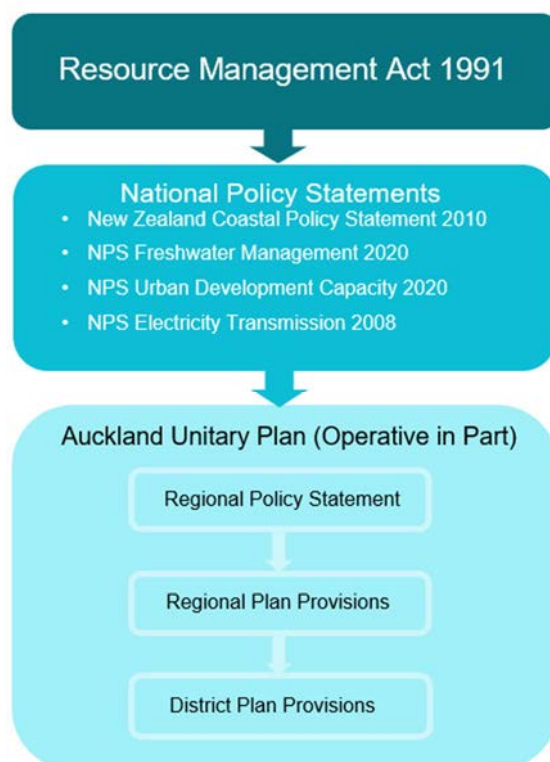 Resource Management Act 1991
National Policy Statements
• New Zealand Coastal Policy Statement 2010
• NPS Freshwater Management 2020
• NPS Urban Development Capacity 2020
• NPS Electricity Transmission 2008
Auckland Unitary Plan (Operative in Part)
Regional Policy Statement
Regional Plan Provisions
District Plan Provisions